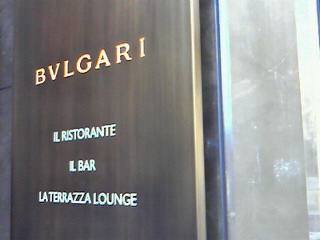 BVLGARI
IL RISTORANTE
IL BAR
LA TERRAZZA LOUNGE